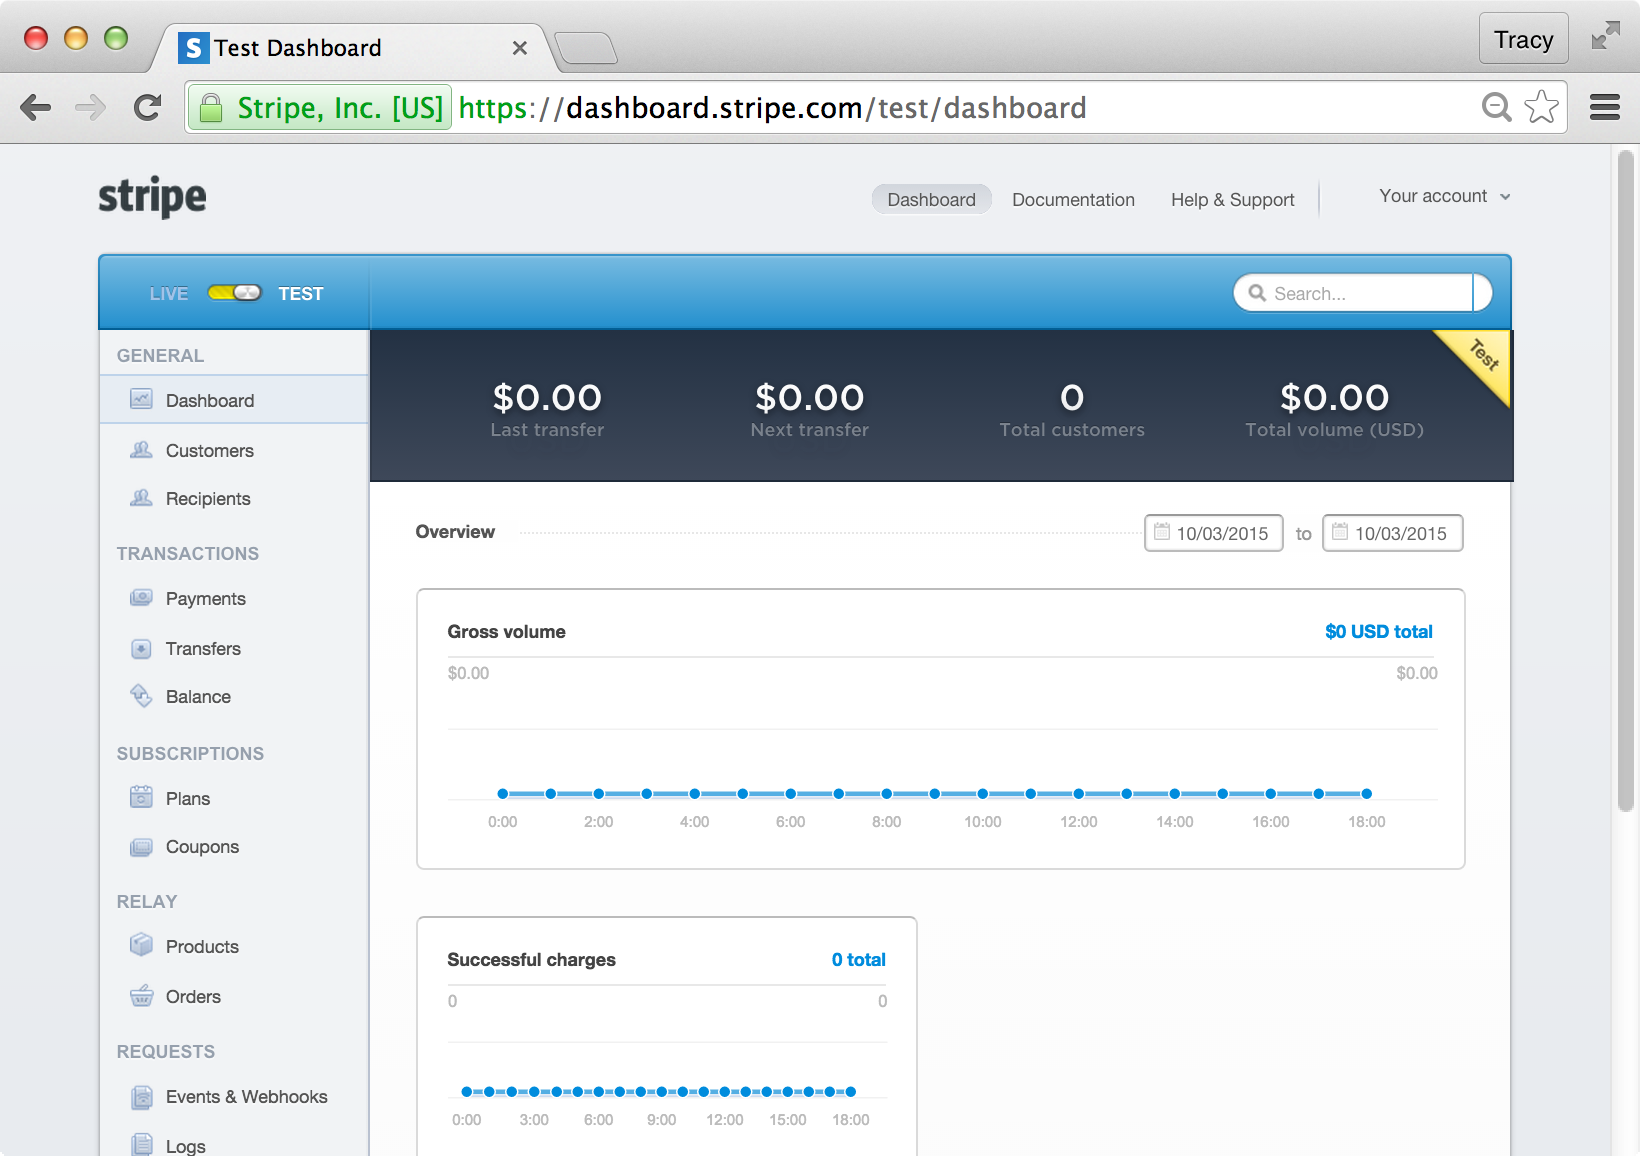 S Test Dashboard
Tracy
Stripe, Inc. [US] https://dashboard.stripe.com/test/dashboard
stripe
Dashboard Documentation Help & Support Your account
LIVE TEST
Search...
GENERAL
Dashboard
Customers
Recipients
TRANSACTIONS
Payments
Transfers
Balance
SUBSCRIPTIONS
Plans
Coupons
RELAY
Products
Orders
REQUESTS
Events & Webhooks
Logs
Test
$0.00 $0.00 0 $0.00
Last transfer Next transfer Total customers Total volume (USD)
Overview 10/03/2015 to 10/03/2015
Gross volume $0 USD total
$0.00 $0.00
0:00 2:00 4:00 6:00 8:00 10:00 12:00 14:00 16:00 18:00
Successful charges 0 total
0 0
0:00 3:00 6:00 9:00 12:00 15:00 18:00